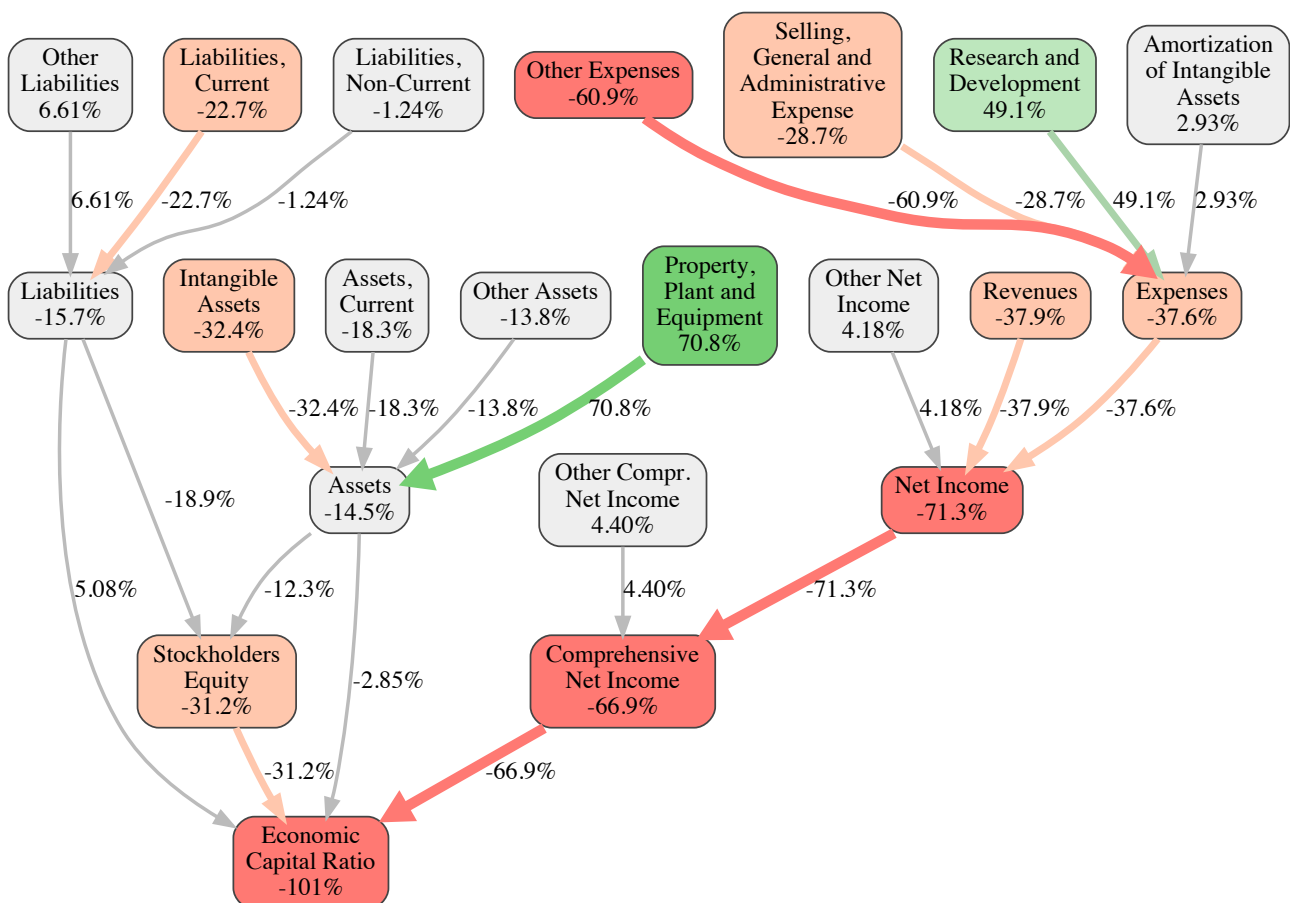 Other
Liabilities
6.61%
Liabilities,
Current
-22.7%
Liabilities,
Non-Current
-1.24%
Other Expenses
-60.9%
Selling,
General and
Administrative
Expense
-28.7%
Research and
Development
49.1%
Amortization
of Intangible
Assets
2.93%
6.61%
-22.7%
-1.24%
-60.9%
-28.7%
49.1%
2.93%
Liabilities
-15.7%
Intangible
Assets
-32.4%
Assets,
Current
-18.3%
Other Assets
-13.8%
Property,
Plant and
Equipment
70.8%
Other Net
Income
4.18%
Revenues
-37.9%
Expenses
-37.6%
-32.4%
-18.3%
-13.8%
70.8%
4.18%
-37.9%
-37.6%
-18.9%
Assets
-14.5%
Other Compr.
Net Income
4.40%
Net Income
-71.3%
5.08%
-12.3%
4.40%
-71.3%
Stockholders
Equity
-31.2%
-2.85%
Comprehensive
Net Income
-66.9%
-31.2%
-66.9%
Economic
Capital Ratio
-101%